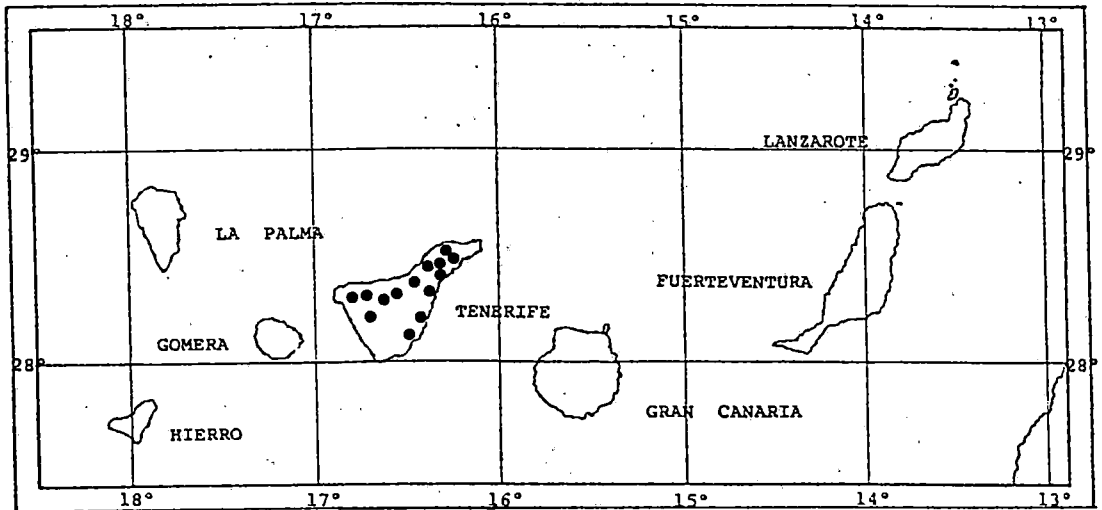 18° 17° 16° 15° 14° 13°
LANZAROTE
29° 29°
LA PALMA
FUERTEVENTURA
TENERIFE
GOMERA
28° 28°
GRAN CANARIA
HIERRO
18° 17° 16° 15° 14° 13°